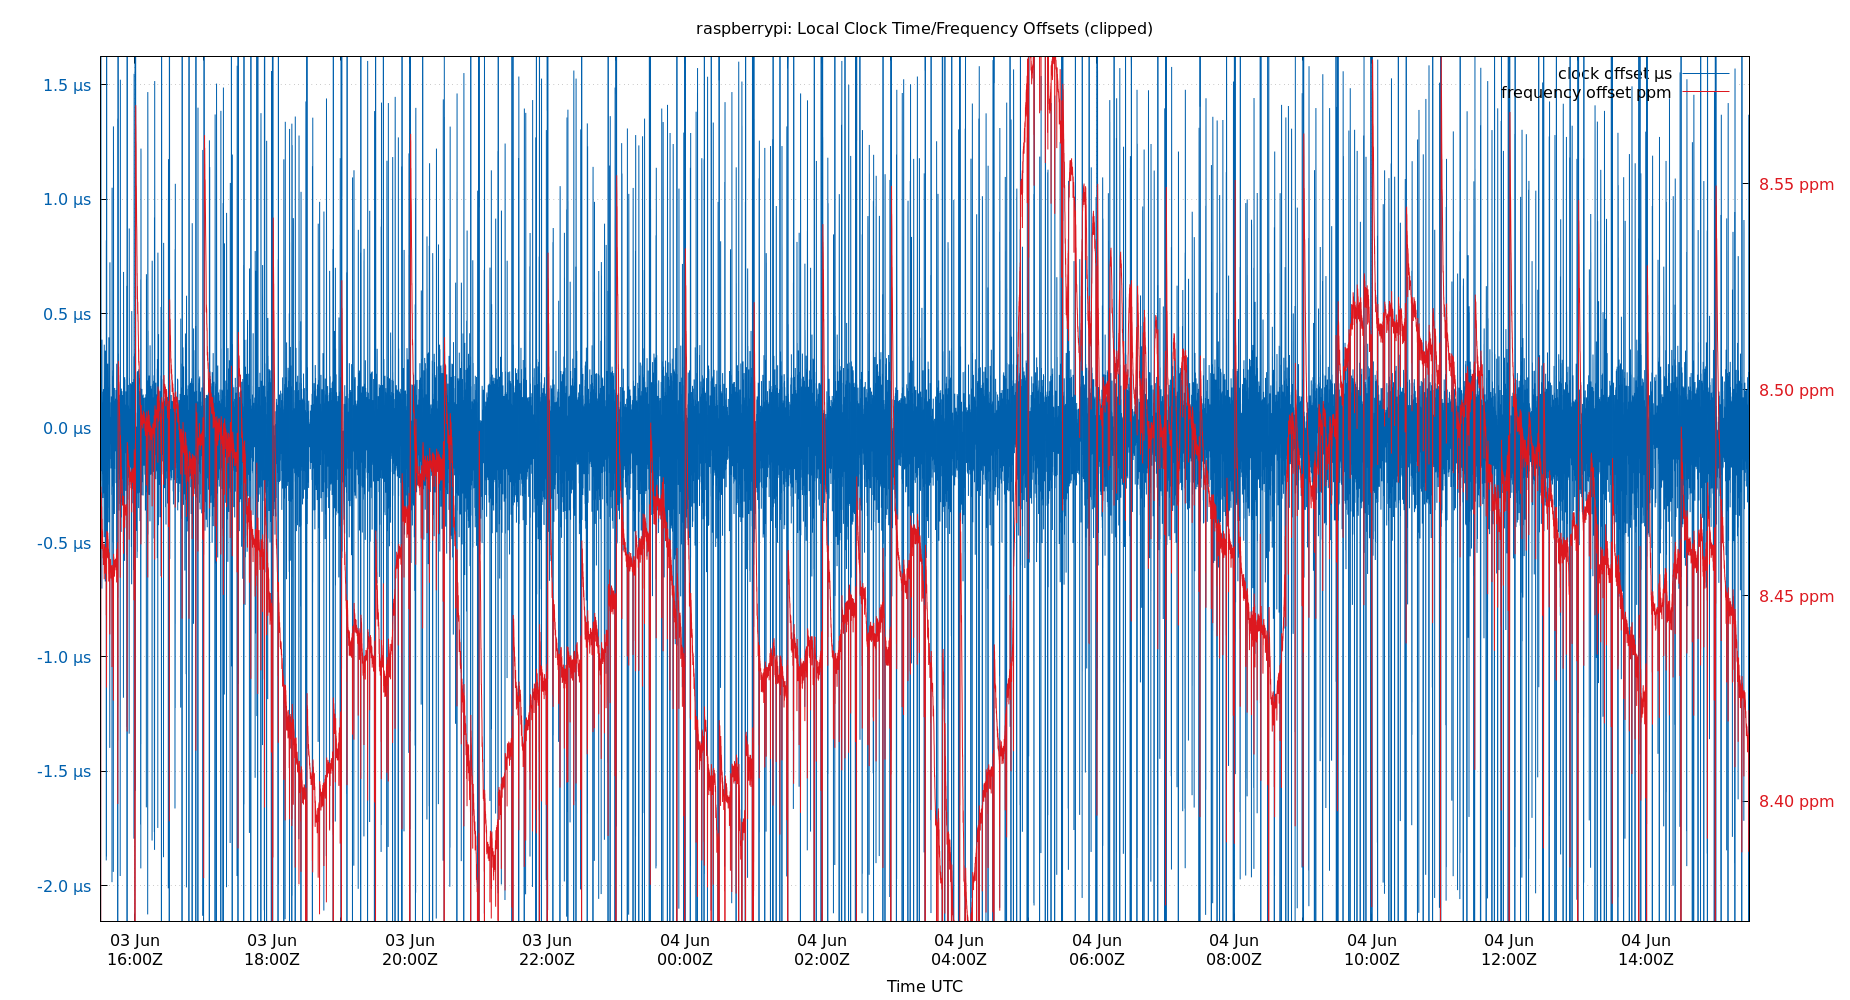 raspberrypi: Local Clock Time/Frequency Offsets (clipped)
clock offset µs
frequency offset ppm
1.5 µs
1.0 µs
0.5 µs
0.0 µs
-0.5 µs
-1.0 µs
-1.5 µs
-2.0 µs
8.55 ppm
8.50 ppm
8.45 ppm
8.40 ppm
03 Jun 03 Jun 03 Jun 03 Jun 04 Jun 04 Jun 04 Jun 04 Jun 04 Jun 04 Jun 04 Jun 04 Jun
16:00Z 18:00Z 20:00Z 22:00Z 00:00Z 02:00Z 04:00Z 06:00Z 08:00Z 10:00Z 12:00Z 14:00Z
Time UTC